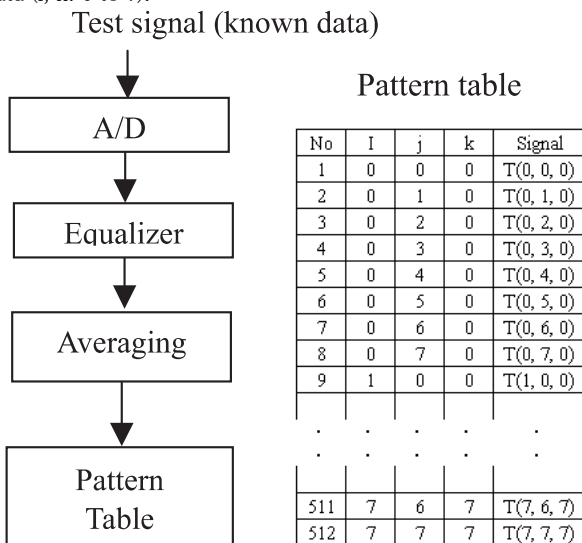 Test signal (known data)
A/D
Equalizer
Averaging
Pattern
Table
Pattern table
No I j k Signal
1 0 0 0 T(0, 0, 0)
2 0 1 0 T(0, 1, 0)
3 0 2 0 T(0, 2, 0)
4 0 3 0 T(0, 3, 0)
5 0 4 0 T(0, 4, 0)
6 0 5 0 T(0, 5, 0)
7 0 6 0 T(0, 6, 0)
8 0 7 0 T(0, 7, 0)
9 1 0 0 T(1, 0, 0)
. . . . .
. . . . .
511 7 6 7 T(7, 6, 7)
512 7 7 7 T(7, 7, 7)